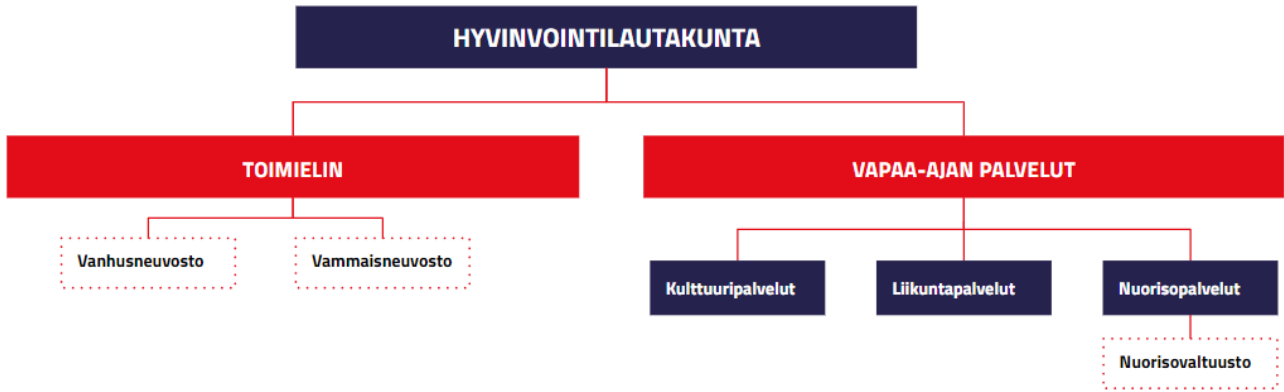 HYVINVOINTILAUTAKUNTA
TOIMIELIN
VAPAA-AJAN PALVELUT
Vanhusneuvosto
Vammaisneuvosto
Kulttuuripalvelut
Liikuntapalvelut
Nuorisopalvelut
Nuorisovaltuusto